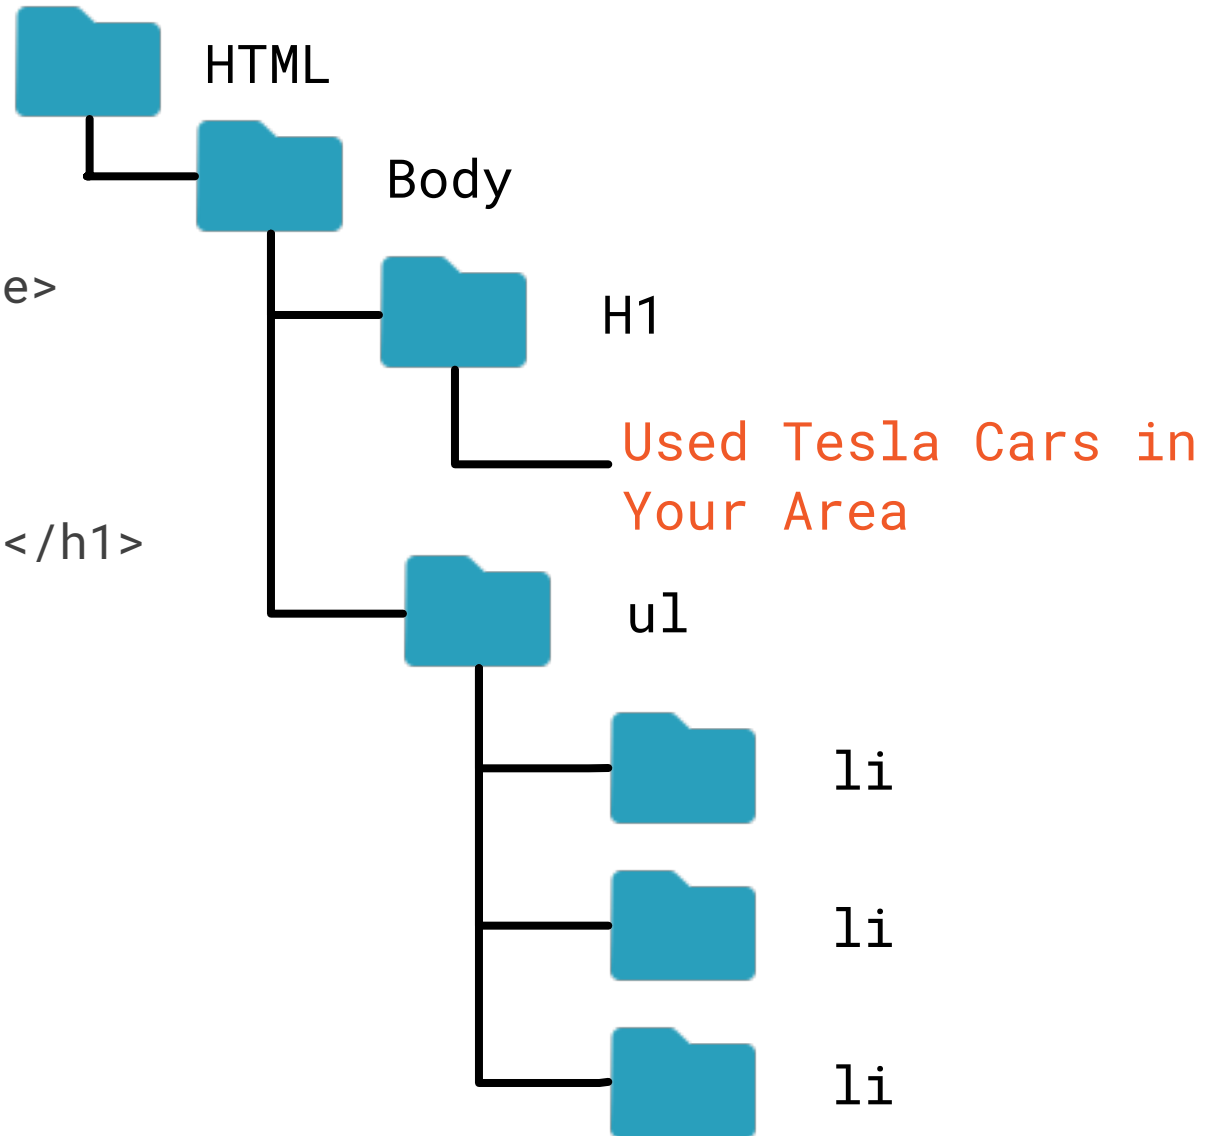 HTML
Body
e>
H1
Used Tesla Cars in
Your Area
</h1>
ul
li
li
li